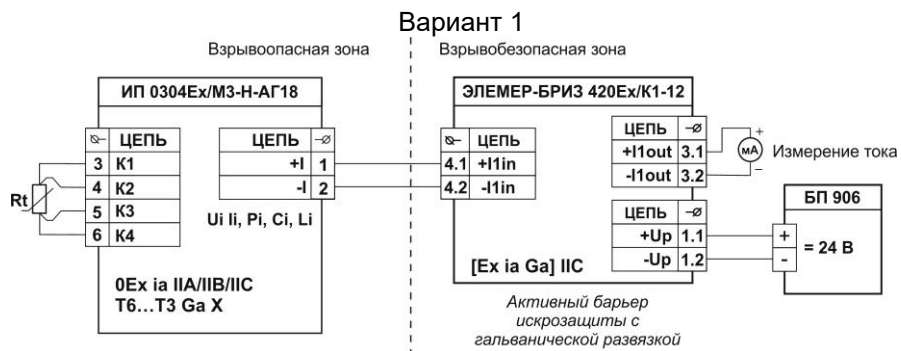 Вариант 1
Взрывоопасная зона
Взрывобезопасная зона
ИП 0304Ex/М3-Н-АГ18
ЦЕПЬ
3 К1
4 К2
5 К3
6 К4
Rt
ЦЕПЬ
+I 1
-I 2
Ui Ii, Pi, Ci, Li
0Ex ia IIA/IIB/IIC
T6...T3 Ga X
ЭЛЕМЕР-БРИЗ 420Ex/К1-12
ЦЕПЬ
4.1 +I1in
4.2 -I1in
ЦЕПЬ
+I1out 3.1
-I1out 3.2
+
мА
–
Измерение тока
ЦЕПЬ
+Up 1.1
-Up 1.2
[Ex ia Ga] IIC
БП 906
+
-
= 24 В
Активный барьер
искрозащиты с
гальванической развязкой